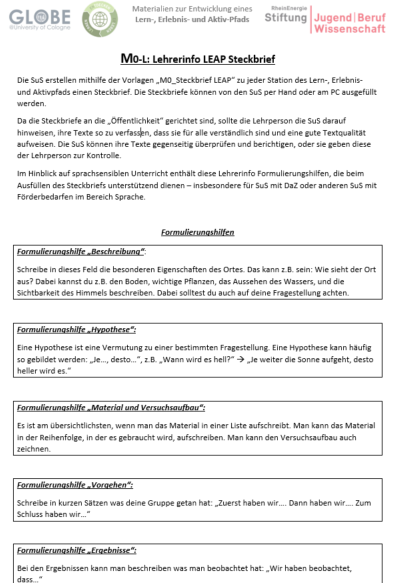 GLOBE
@University of Cologne
Materialien zur Entwicklung eines
Lern-, Erlebnis- und Aktiv-Pfads
RheinEnergie
Stiftung
Jugend|Beruf
Wissenschaft
M0-L: Lehrerinfo LEAP Steckbrief
Die SuS erstellen mithilfe der Vorlagen „M0_Steckbrief LEAP“ zu jeder Station des Lern-, Erlebnis-
und Aktivpfads einen Steckbrief. Die Steckbriefe können von den SuS per Hand oder am PC ausgefüllt
werden.
Da die Steckbriefe an die „Öffentlichkeit“ gerichtet sind, sollte die Lehrperson die SuS darauf
hinweisen, ihre Texte so zu verfassen, dass sie für alle verständlich sind und eine gute Textqualität
aufweisen. Die SuS können ihre Texte gegenseitig überprüfen und berichtigen, oder sie geben diese
der Lehrperson zur Kontrolle.
Im Hinblick auf sprachsensiblen Unterricht enthält diese Lehrerinfo Formulierungshilfen, die beim
Ausfüllen des Steckbriefs unterstützend dienen – insbesondere für SuS mit DaZ oder anderen SuS mit
Förderbedarfen im Bereich Sprache.
Formulierungshilfen
Formulierungshilfe „Beschreibung“:
Schreibe in dieses Feld die besonderen Eigenschaften des Ortes. Das kann z.B. sein: Wie sieht der Ort
aus? Dabei kannst du z.B. den Boden, wichtige Pflanzen, das Aussehen des Wassers, und die
Sichtbarkeit des Himmels beschreiben. Dabei solltest du auch auf deine Fragestellung achten.
Formulierungshilfe „Hypothese“:
Eine Hypothese ist eine Vermutung zu einer bestimmten Fragestellung. Eine Hypothese kann häufig
so gebildet werden: „Je…, desto…“, z.B. „Wann wird es hell?“ → „Je weiter die Sonne aufgeht, desto
heller wird es.“
Formulierungshilfe „Material und Versuchsaufbau“:
Es ist am übersichtlichsten, wenn man das Material in einer Liste aufschreibt. Man kann das Material
in der Reihenfolge, in der es gebraucht wird, aufschreiben. Man kann den Versuchsaufbau auch
zeichnen.
Formulierungshilfe „Vorgehen“:
Schreibe in kurzen Sätzen was deine Gruppe getan hat: „Zuerst haben wir…. Dann haben wir…. Zum
Schluss haben wir…“
Formulierungshilfe „Ergebnisse“:
Bei den Ergebnissen kann man beschreiben was man beobachtet hat: „Wir haben beobachtet,
dass…“